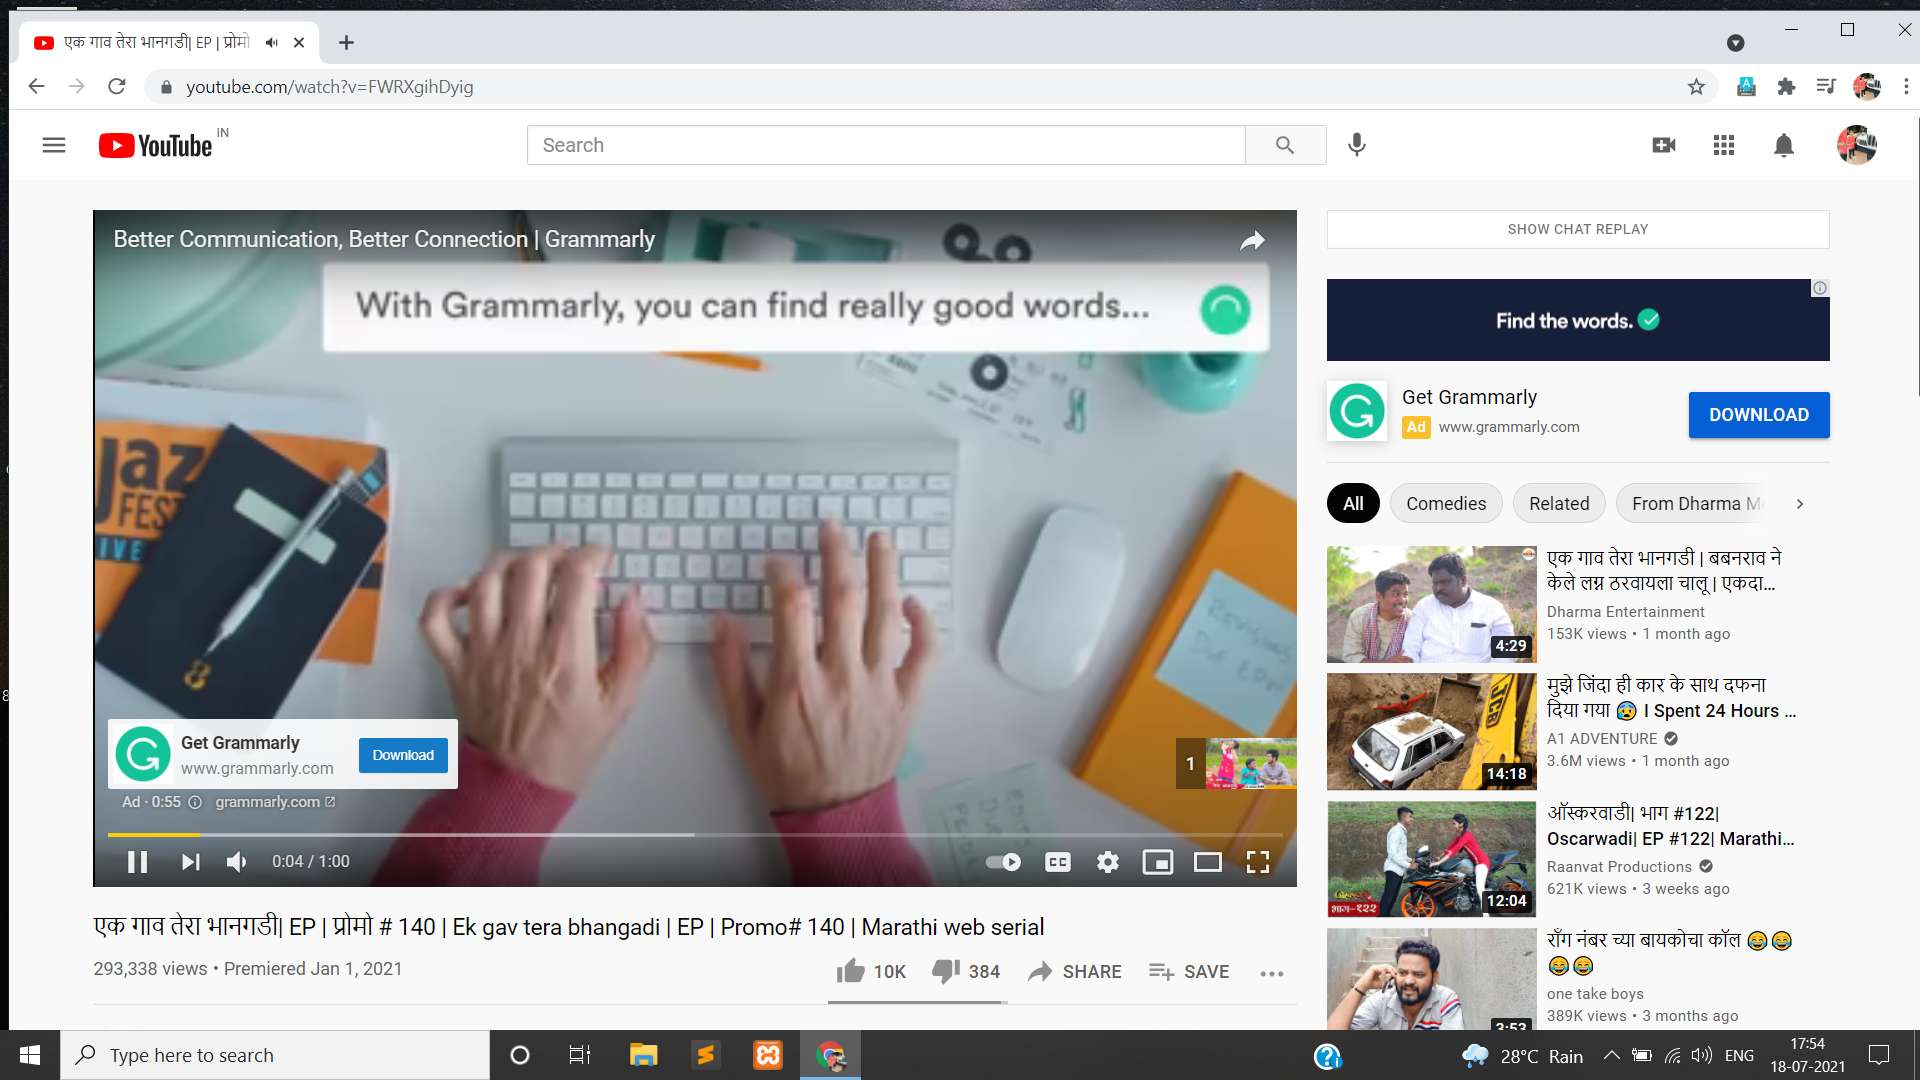 एक गाव तेरा भानगडी| EP | प्रोमो
youtube.com/watch?v=FWRXgihDyig
YouTube IN
Search
Better Communication, Better Connection | Grammarly
With Grammarly, you can find really good words...
Jaz
FES
IVE
Get Grammarly
www.grammarly.com
Download
Ad · 0:55 grammarly.com
1
0:04 / 1:00
CC
एक गाव तेरा भानगडी| EP | प्रोमो # 140 | Ek gav tera bhangadi | EP | Promo# 140 | Marathi web serial
293,338 views • Premiered Jan 1, 2021
10K 384 SHARE SAVE
SHOW CHAT REPLAY
Find the words.
Get Grammarly
Ad www.grammarly.com
DOWNLOAD
All Comedies Related From Dharma
एक गाव तेरा भानगडी | बबनराव ने
केले लग्न ठरवायला चालू | एकदा...
Dharma Entertainment
153K views • 1 month ago
4:29
मुझे जिंदा ही कार के साथ दफना
दिया गया 😰 I Spent 24 Hours ...
A1 ADVENTURE
3.6M views • 1 month ago
JCB
14:18
ऑस्करवाडी| भाग #122|
Oscarwadi| EP #122| Marathi...
Raanvat Productions
621K views • 3 weeks ago
भाग-१२२
12:04
राँग नंबर च्या बायकोचा कॉल 😂😂
😂😂
one take boys
389K views • 3 months ago
3:53
Type here to search
28°C Rain
ENG
17:54
18-07-2021